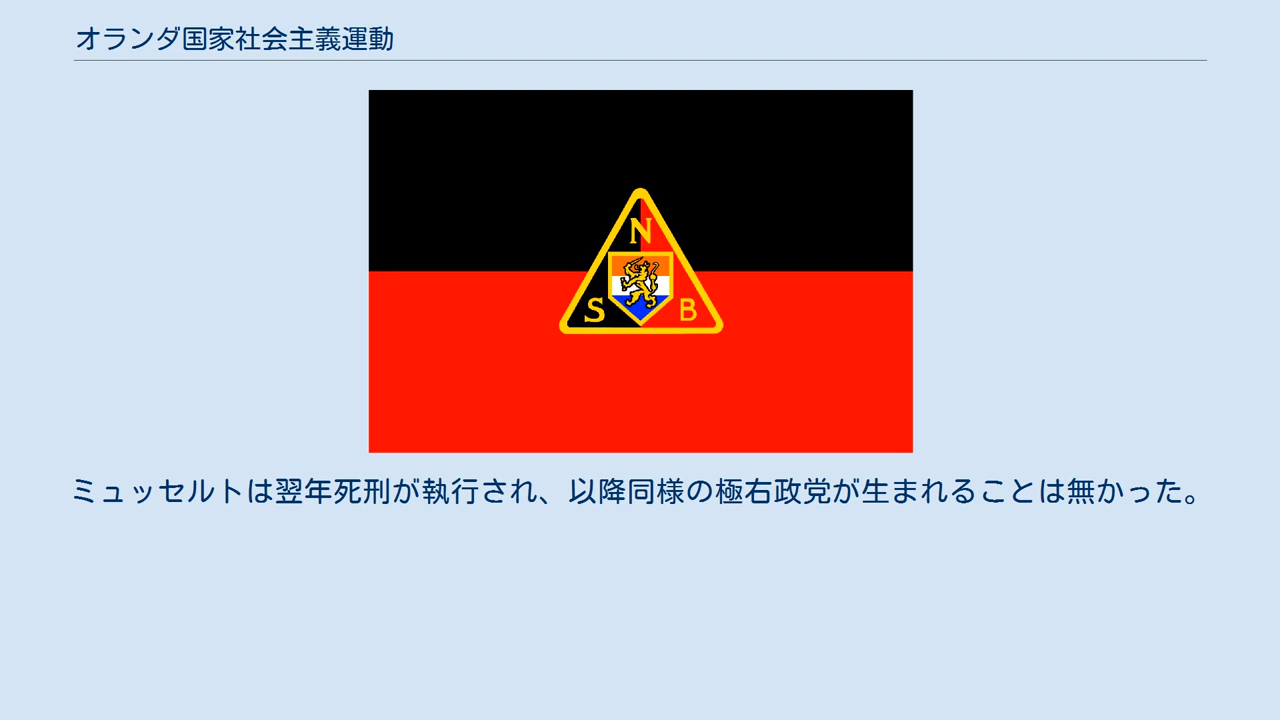 オランダ国家社会主義運動
N
S B
ミュッセルトは翌年死刑が執行され、以降同様の極右政党が生まれることは無かった。